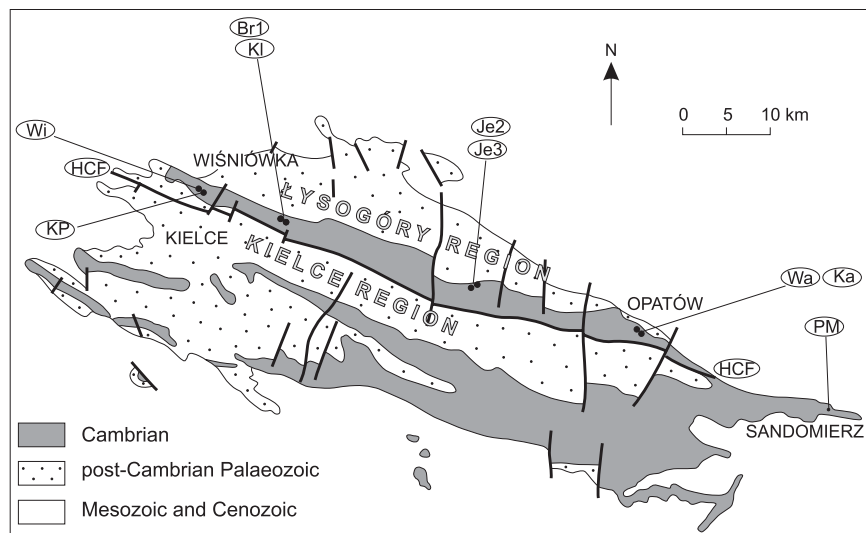 Br1
Kl
N
Je2
Je3
0 5 10 km
Wi
WIŚNIÓWKA
HCF
ŁYSOGÓRY REGION
KP
KIELCE
KIELCE REGION
OPATÓW
Wa Ka
PM
HCF
SANDOMIERZ
Cambrian
post-Cambrian Palaeozoic
Mesozoic and Cenozoic